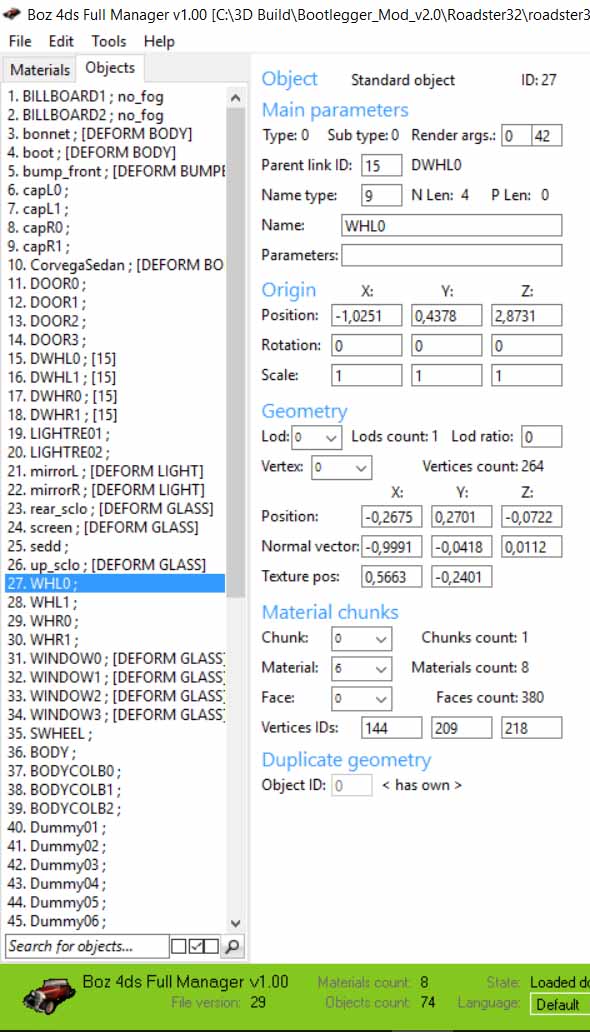 Boz 4ds Full Manager v1.00 [C:\3D Build\Bootlegger_Mod_v2.0\Roadster32\roadster3
File Edit Tools Help
Materials Objects
1. BILLBOARD1 ; no_fog
2. BILLBOARD2 ; no_fog
3. bonnet ; [DEFORM BODY]
4. boot ; [DEFORM BODY]
5. bump_front ; [DEFORM BUMPE
6. capL0 ;
7. capL1 ;
8. capR0 ;
9. capR1 ;
10. CorvegaSedan ; [DEFORM BO
11. DOOR0 ;
12. DOOR1 ;
13. DOOR2 ;
14. DOOR3 ;
15. DWHL0 ; [15]
16. DWHL1 ; [15]
17. DWHR0 ; [15]
18. DWHR1 ; [15]
19. LIGHTRE01 ;
20. LIGHTRE02 ;
21. mirrorL ; [DEFORM LIGHT]
22. mirrorR ; [DEFORM LIGHT]
23. rear_sclo ; [DEFORM GLASS]
24. screen ; [DEFORM GLASS]
25. sedd ;
26. up_sclo ; [DEFORM GLASS]
27. WHL0 ;
28. WHL1 ;
29. WHR0 ;
30. WHR1 ;
31. WINDOW0 ; [DEFORM GLASS]
32. WINDOW1 ; [DEFORM GLASS]
33. WINDOW2 ; [DEFORM GLASS]
34. WINDOW3 ; [DEFORM GLASS]
35. SWHEEL ;
36. BODY ;
37. BODYCOLB0 ;
38. BODYCOLB1 ;
39. BODYCOLB2 ;
40. Dummy01 ;
41. Dummy02 ;
42. Dummy03 ;
43. Dummy04 ;
44. Dummy05 ;
45. Dummy06 ;
Search for objects...
Object Standard object ID: 27
Main parameters
Type: 0 Sub type: 0 Render args.: 0 42
Parent link ID: 15 DWHL0
Name type: 9 N Len: 4 P Len: 0
Name: WHL0
Parameters:
Origin X: Y: Z:
Position: -1,0251 0,4378 2,8731
Rotation: 0 0 0
Scale: 1 1 1
Geometry
Lod: 0 Lods count: 1 Lod ratio: 0
Vertex: 0 Vertices count: 264
X: Y: Z:
Position: -0,2675 0,2701 -0,0722
Normal vector: -0,9991 -0,0418 0,0112
Texture pos: 0,5663 -0,2401
Material chunks
Chunk: 0 Chunks count: 1
Material: 6 Materials count: 8
Face: 0 Faces count: 380
Vertices IDs: 144 209 218
Duplicate geometry
Object ID: 0 < has own >
Boz 4ds Full Manager v1.00 Materials count: 8 State: Loaded do
File version: 29 Objects count: 74 Language: Default